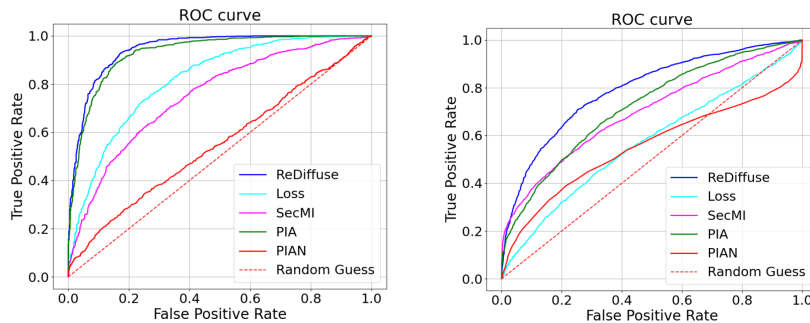 ROC curve
True Positive Rate
1.0
0.8
0.6
0.4
0.2
0.0
ReDiffuse
Loss
SecMI
PIA
PIAN
Random Guess
0.0 0.2 0.4 0.6 0.8 1.0
False Positive Rate
ROC curve
True Positive Rate
1.0
0.8
0.6
0.4
0.2
0.0
ReDiffuse
Loss
SecMI
PIA
PIAN
Random Guess
0.0 0.2 0.4 0.6 0.8 1.0
False Positive Rate